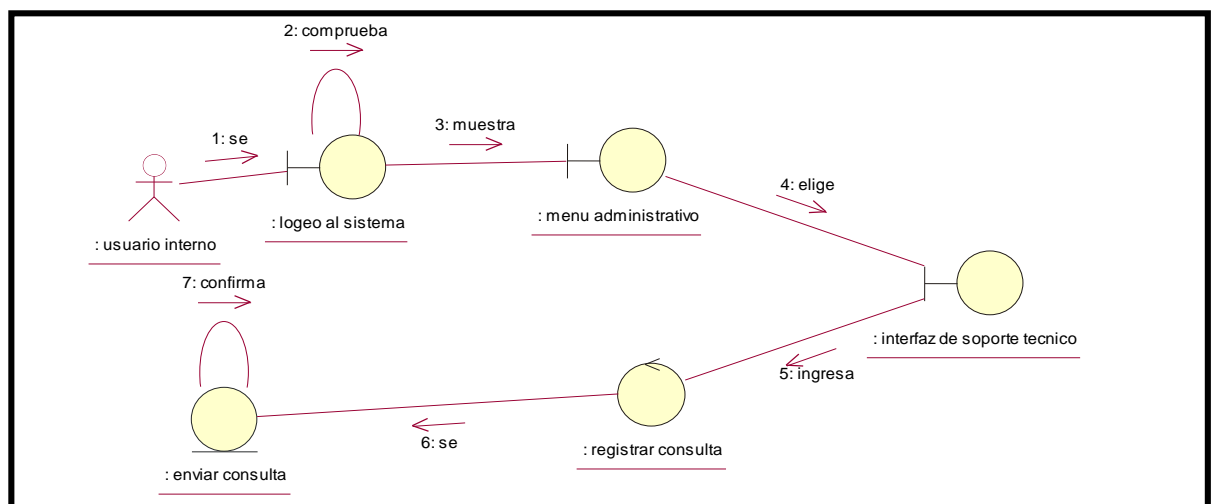 2: comprueba
1: se
3: muestra
4: elige
: logeo al sistema
: menu administrativo
: usuario interno
7: confirma
: interfaz de soporte tecnico
5: ingresa
6: se
: registrar consulta
: enviar consulta